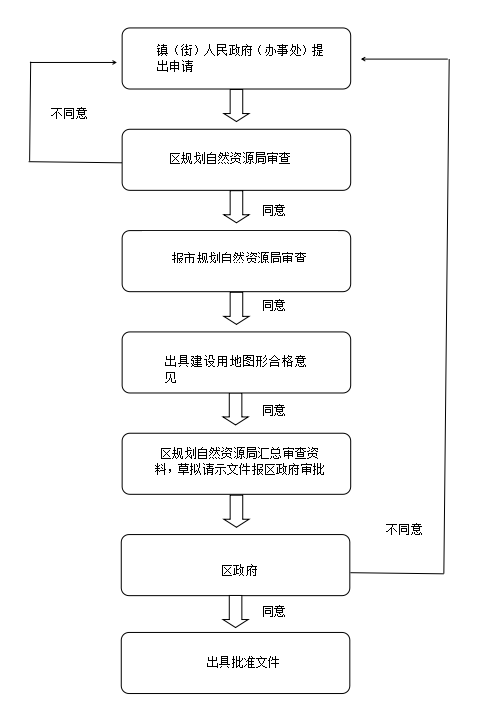 镇（街）人民政府（办事处）提
出申请
不同意
区规划自然资源局审查
同意
报市规划自然资源局审查
同意
出具建设用地图形合格意
见
同意
区规划自然资源局汇总审查资
料，草拟请示文件报区政府审批
不同意
区政府
同意
出具批准文件